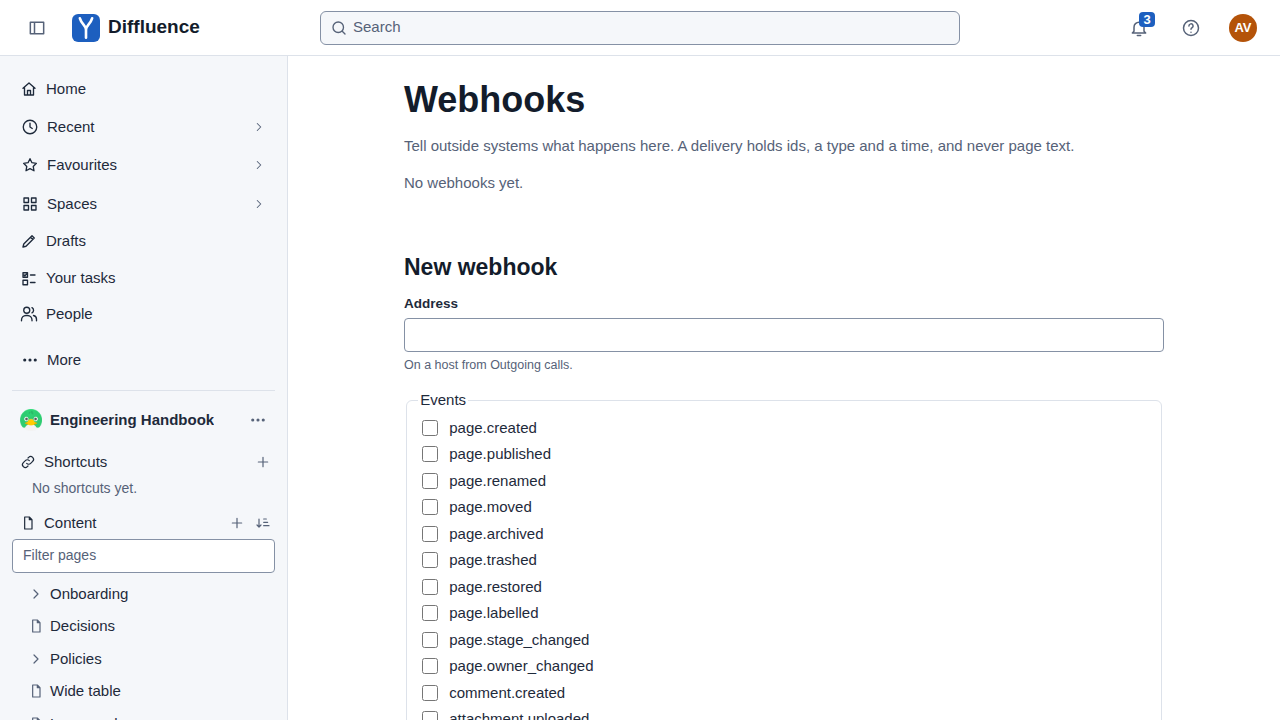 Diffluence
Search
3
AV
Home
Recent
Favourites
Spaces
Drafts
Your tasks
People
More
Engineering Handbook
Shortcuts
No shortcuts yet.
Content
Filter pages
Onboarding
Decisions
Policies
Wide table
Webhooks
Tell outside systems what happens here. A delivery holds ids, a type and a time, and never page text.
No webhooks yet.
New webhook
Address
On a host from Outgoing calls.
Events
page.created
page.published
page.renamed
page.moved
page.archived
page.trashed
page.restored
page.labelled
page.stage_changed
page.owner_changed
comment.created
attachment.uploaded